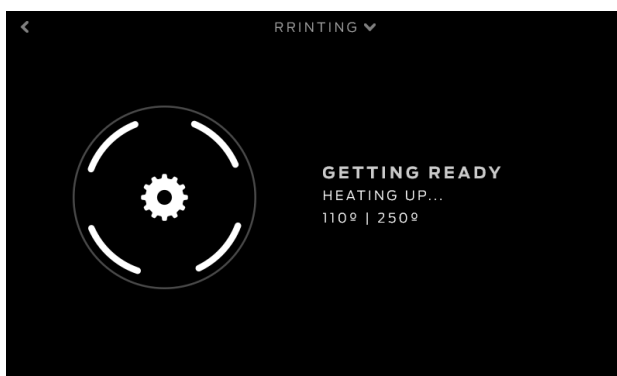 RRINTING
GETTING READY
HEATING UP...
110º | 250º